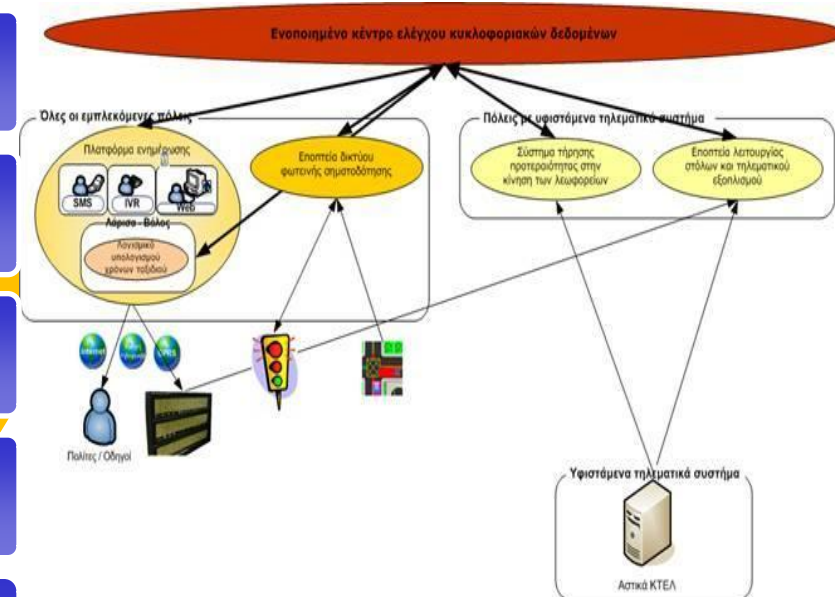 Ενοποιημένο κέντρο ελέγχου κυκλοφοριακών δεδομένων
Όλες οι εμπλεκόμενες πόλεις
Πλατφόρμα ενημέρωσης
SMS
IVR
Web
Λάρισα - Βόλος
Λογισμικό
υπολογισμού
χρόνων ταξιδιού
Εποπτεία δικτύου
φωτεινής σηματοδότησης
Πόλεις με υφιστάμενα τηλεματικά συστήμα
Σύστημα τήρησης
προτεραιότητας στην
κίνηση των λεωφορείων
Εποπτεία λειτουργίας
στόλων και τηλεματικού
εξοπλισμού
Internet
GPRS
Πολίτες / Οδηγοί
Υφιστάμενα τηλεματικά συστήμα
Αστικά ΚΤΕΛ